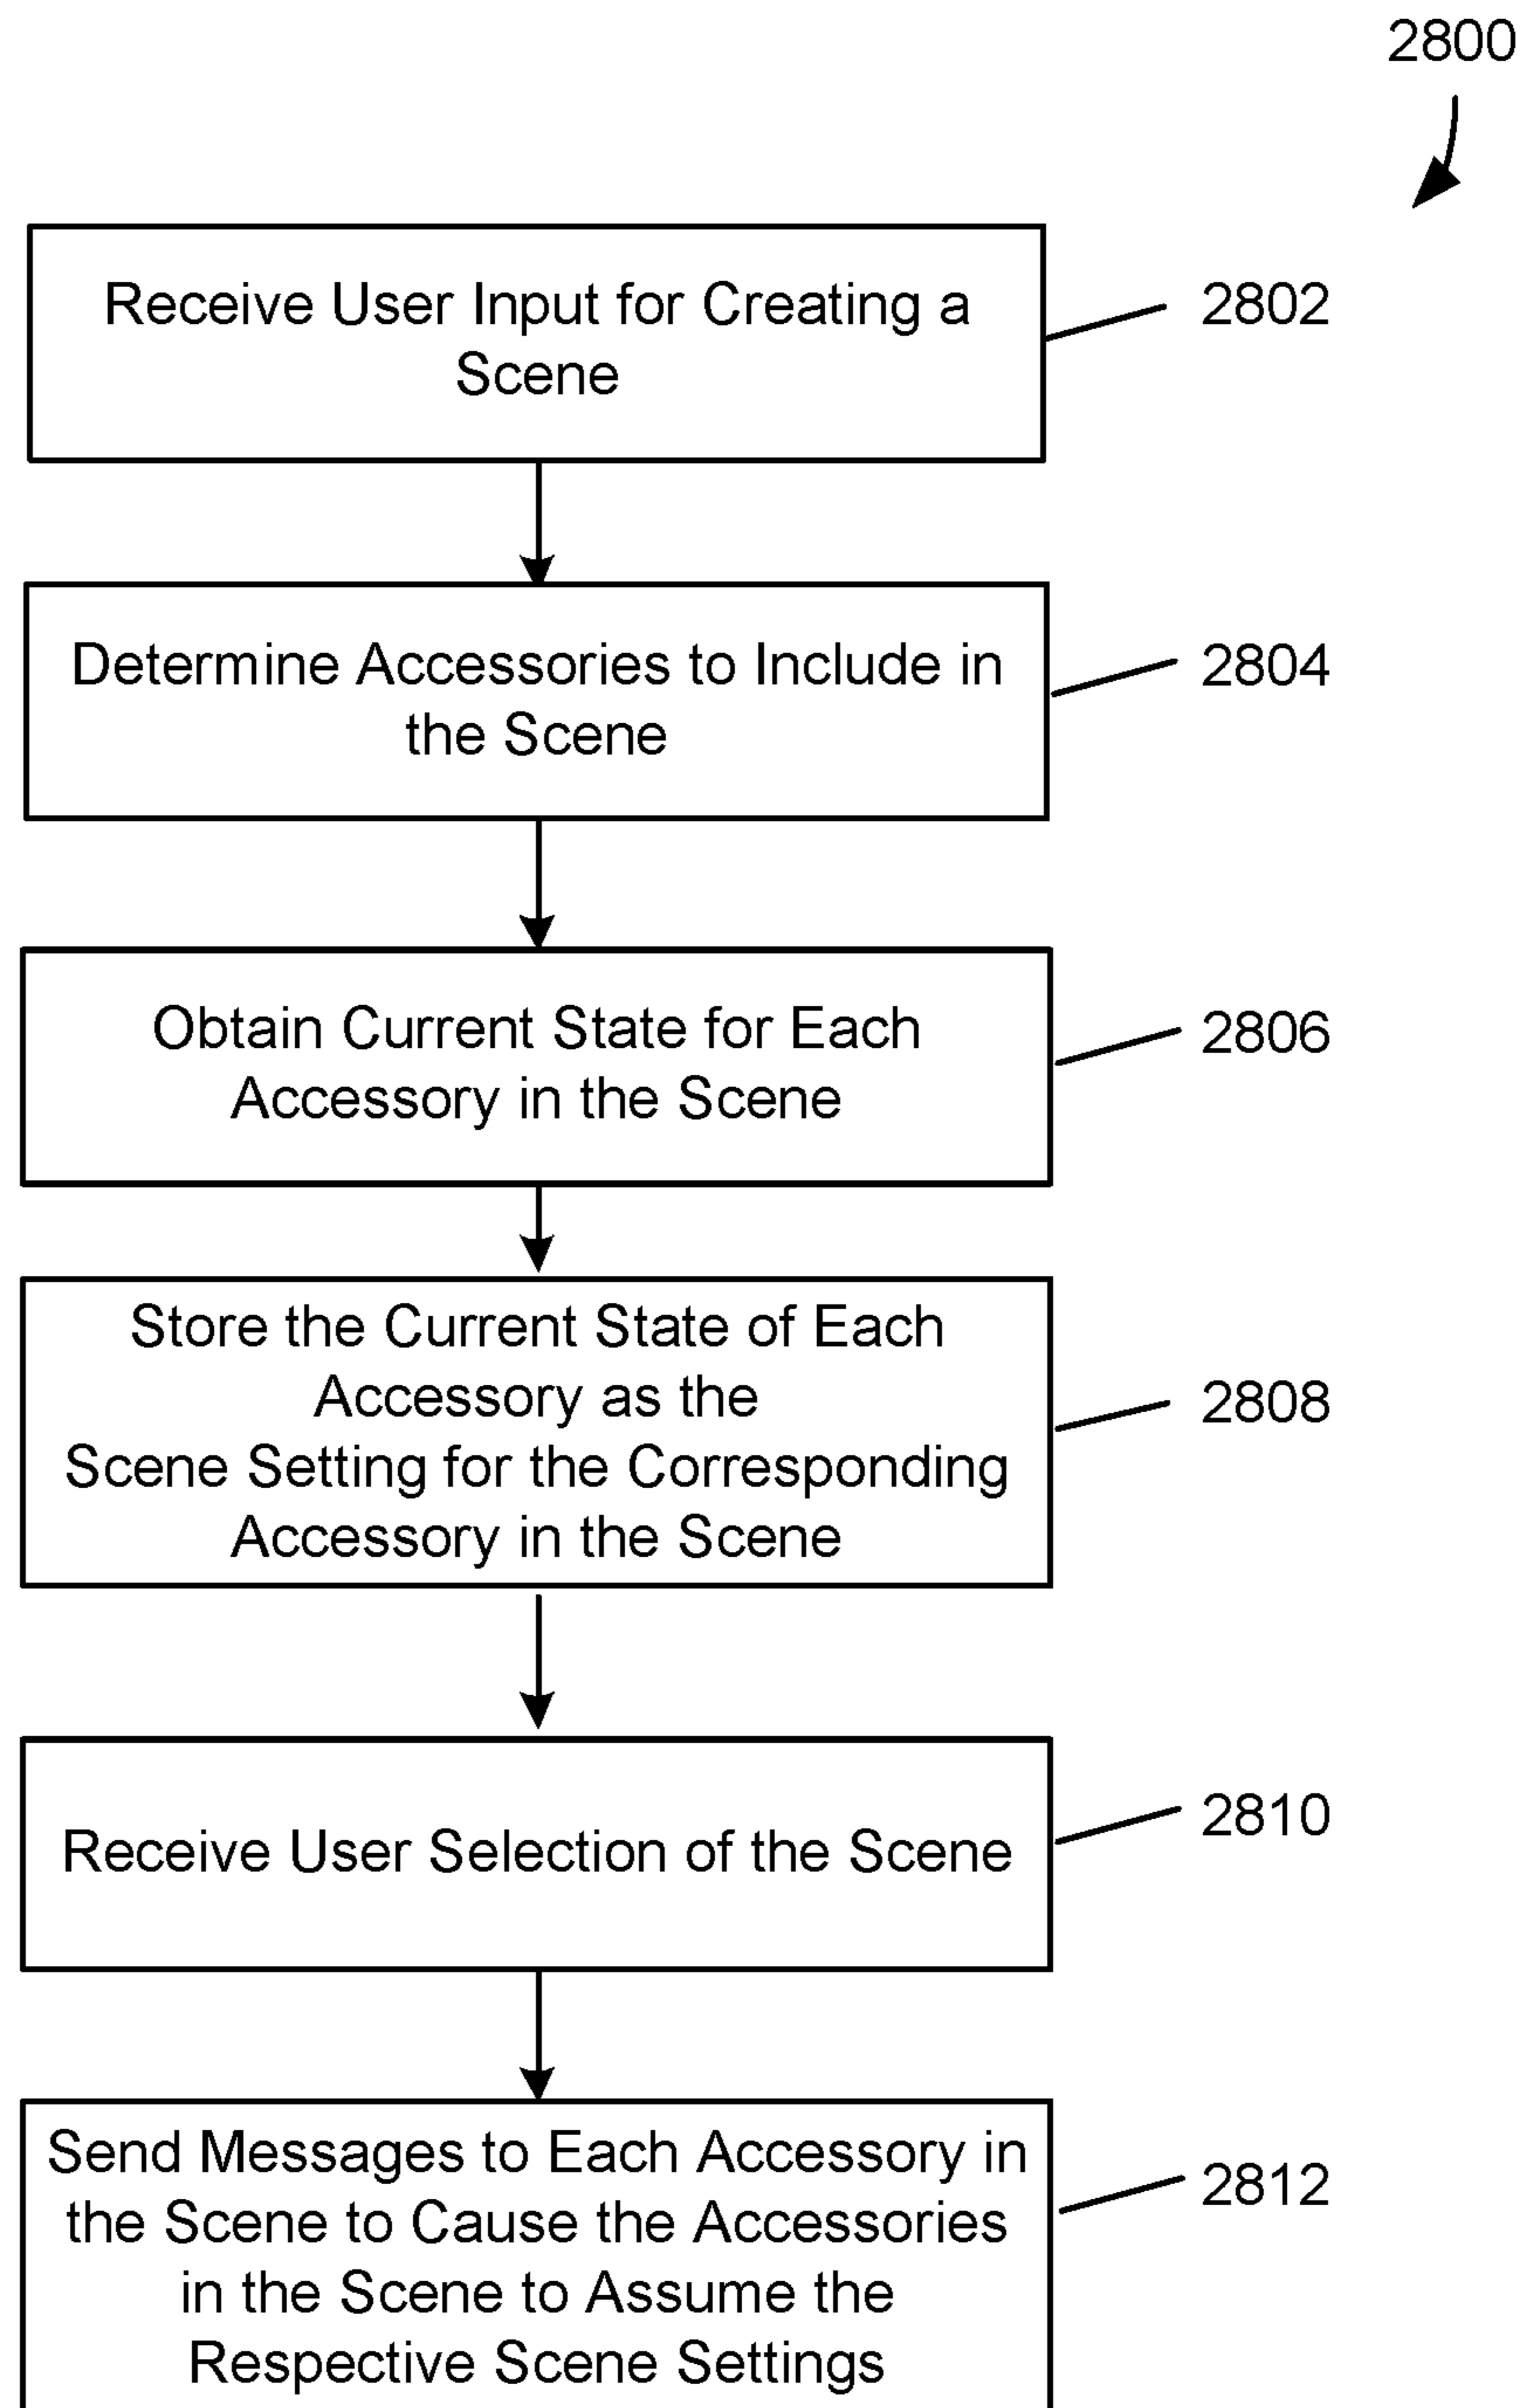 2800
Receive User Input for Creating a
Scene
2802
Determine Accessories to Include in
the Scene
2804
Obtain Current State for Each
Accessory in the Scene
2806
Store the Current State of Each
Accessory as the
Scene Setting for the Corresponding
Accessory in the Scene
2808
Receive User Selection of the Scene
2810
Send Messages to Each Accessory in
the Scene to Cause the Accessories
in the Scene to Assume the
Respective Scene Settings
2812